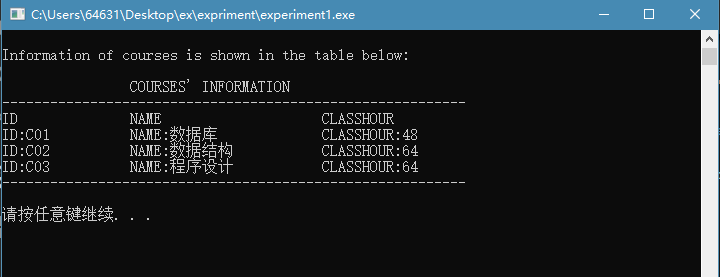 C:\Users\64631\Desktop\ex\expriment\experiment1.exe
Information of courses is shown in the table below:
COURSES' INFORMATION
----------------------------------------------------------
ID NAME CLASSHOUR
ID:C01 NAME:数据库 CLASSHOUR:48
ID:C02 NAME:数据结构 CLASSHOUR:64
ID:C03 NAME:程序设计 CLASSHOUR:64
----------------------------------------------------------
请按任意键继续. . .